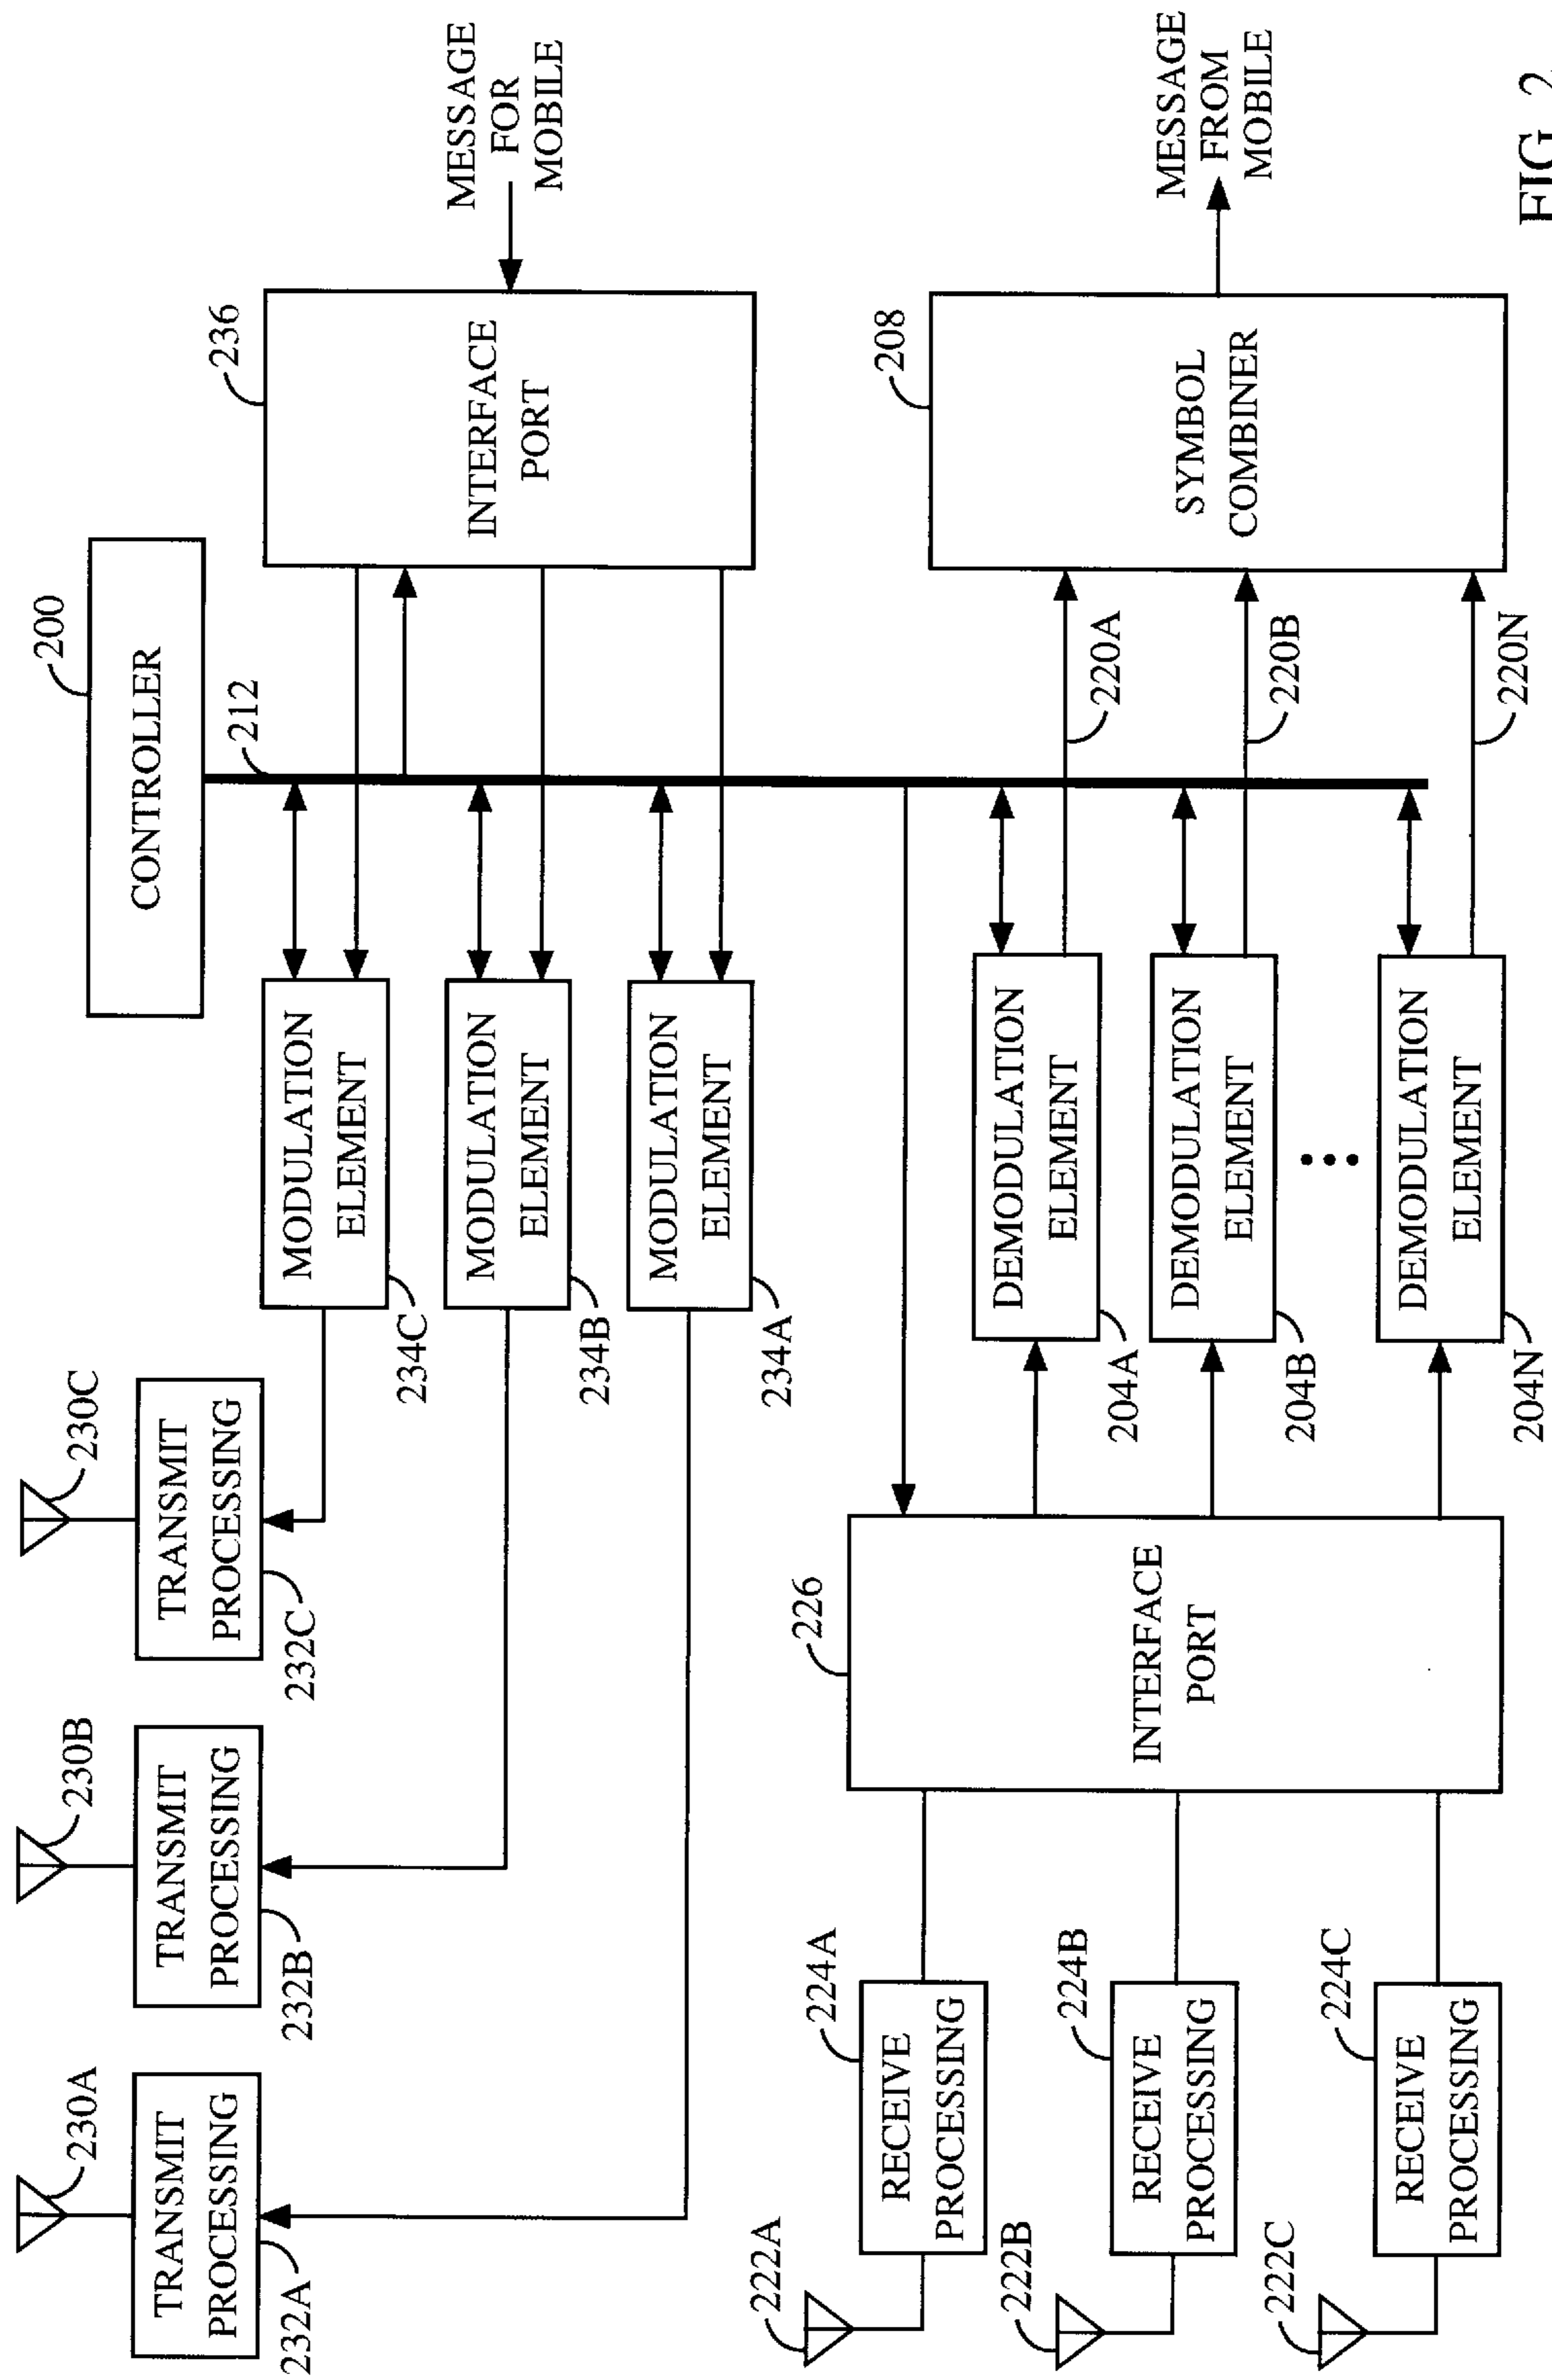 230A
TRANSMIT
PROCESSING
232A
230B
TRANSMIT
PROCESSING
232B
230C
TRANSMIT
PROCESSING
232C
200
CONTROLLER
212
MODULATION
ELEMENT
234C
MODULATION
ELEMENT
234B
MODULATION
ELEMENT
234A
236
INTERFACE
PORT
MESSAGE
FOR
MOBILE
222A
224A
RECEIVE
PROCESSING
222B
224B
RECEIVE
PROCESSING
222C
224C
RECEIVE
PROCESSING
226
INTERFACE
PORT
DEMODULATION
ELEMENT
204A
DEMODULATION
ELEMENT
204B
DEMODULATION
ELEMENT
204N
220A
220B
220N
208
SYMBOL
COMBINER
MESSAGE
FROM
MOBILE
FIG. 2